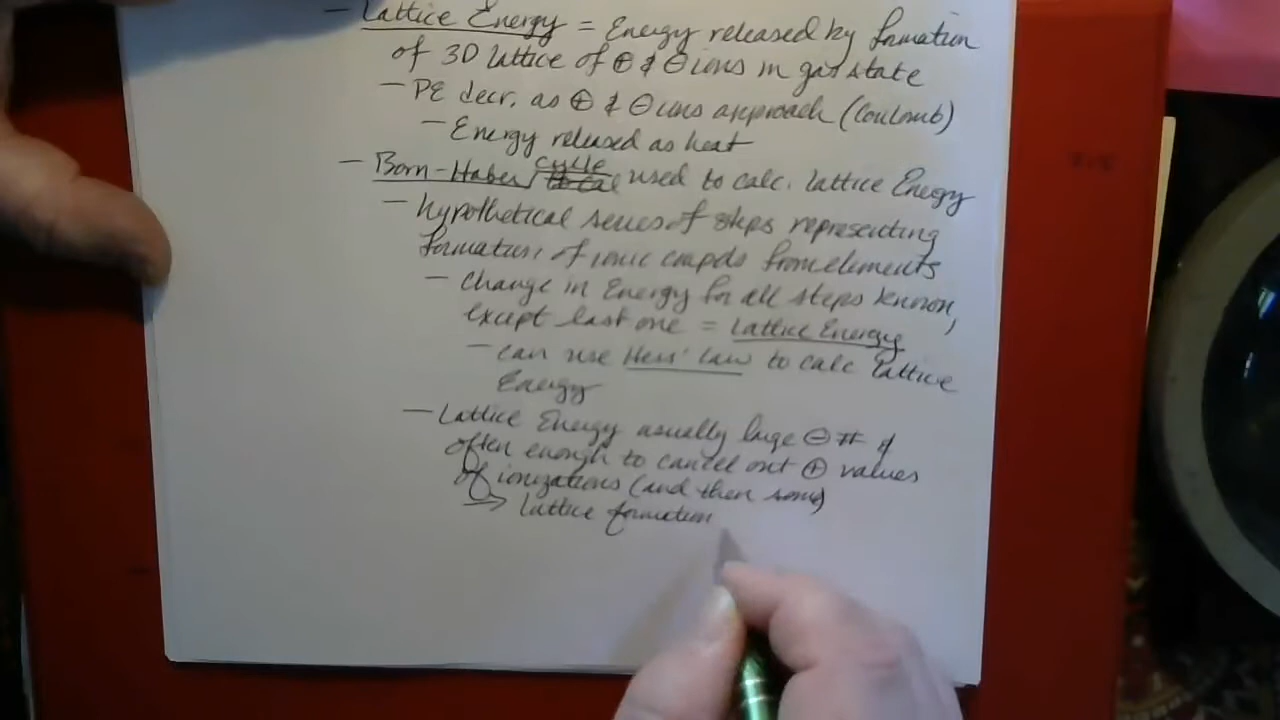 - Lattice Energy = Energy released by formation
of 3D lattice of ⊕ & ⊖ ions in gas state
- PE decr. as ⊕ & ⊖ ions approach (Coulomb)
- Energy released as heat
- Born-Haber cycle used to calc. Lattice Energy
- hypothetical series of steps representing
formation of ionic cmpds from elements
- change in Energy for all steps known,
except last one = Lattice Energy
- can use Hess' Law to calc lattice
Energy
- Lattice Energy usually large ⊖ # &
often enough to cancel out ⊕ values
of ionizations (and then some)
→ Lattice formation